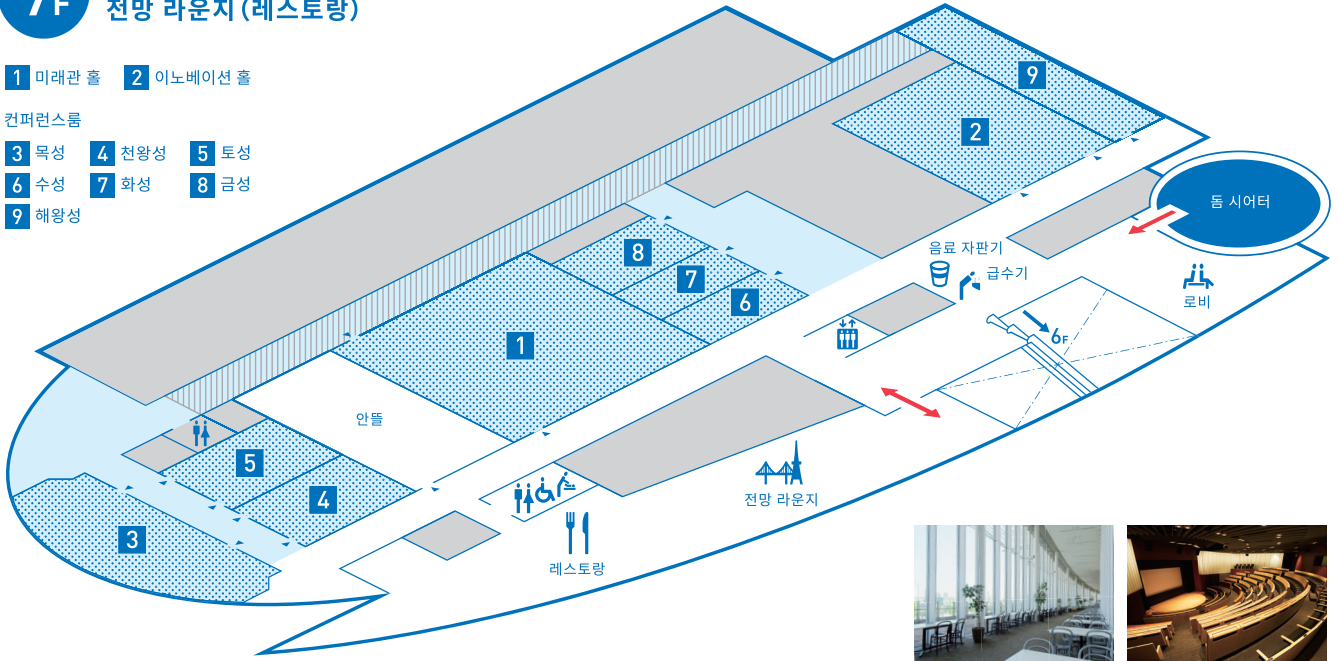 7F
전망 라운지 (레스토랑)
1 미래관 홀 2 이노베이션 홀
컨퍼런스룸
3 목성 4 천왕성 5 토성
6 수성 7 화성 8 금성
9 해왕성
9
2
돔 시어터
음료 자판기
급수기
로비
8
7
6
6F
1
안뜰
5
4
3
전망 라운지
레스토랑